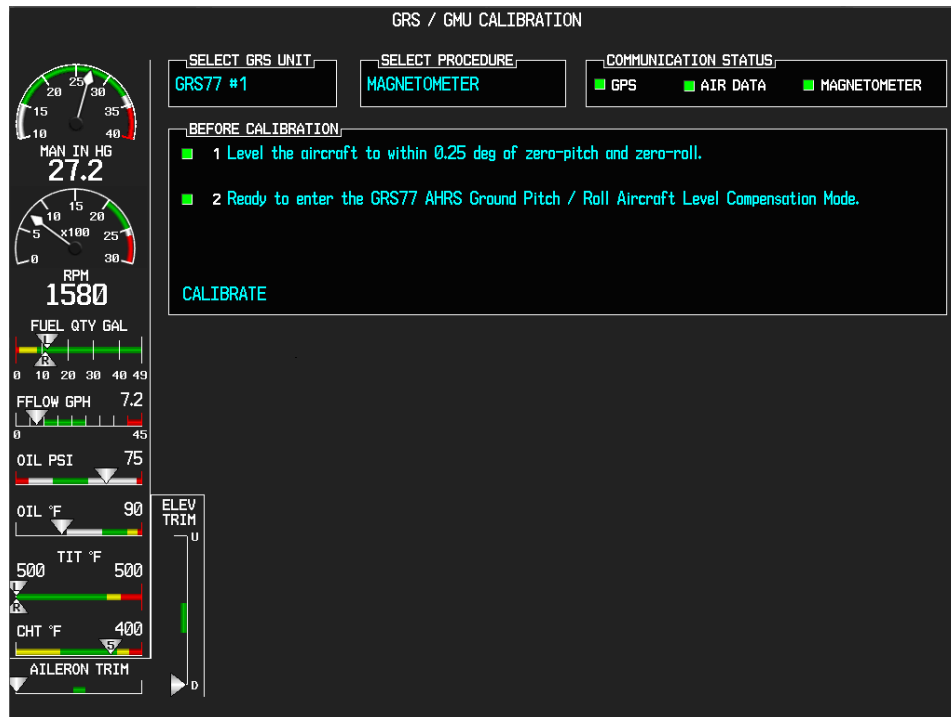 GRS / GMU CALIBRATION
SELECT GRS UNIT
GRS77 #1
SELECT PROCEDURE
MAGNETOMETER
COMMUNICATION STATUS
GPS AIR DATA MAGNETOMETER
BEFORE CALIBRATION
1 Level the aircraft to within 0.25 deg of zero-pitch and zero-roll.
2 Ready to enter the GRS77 AHRS Ground Pitch / Roll Aircraft Level Compensation Mode.
CALIBRATE
10 15 20 25 30 35 40
MAN IN HG
27.2
0 5 10 15 20 25 30
x100
RPM
1580
FUEL QTY GAL
L
R
0 10 20 30 40 49
FFLOW GPH 7.2
0 45
OIL PSI 75
OIL °F 90
TIT °F
500 500
L
R
CHT °F 400
5
AILERON TRIM
ELEV
TRIM
U
D